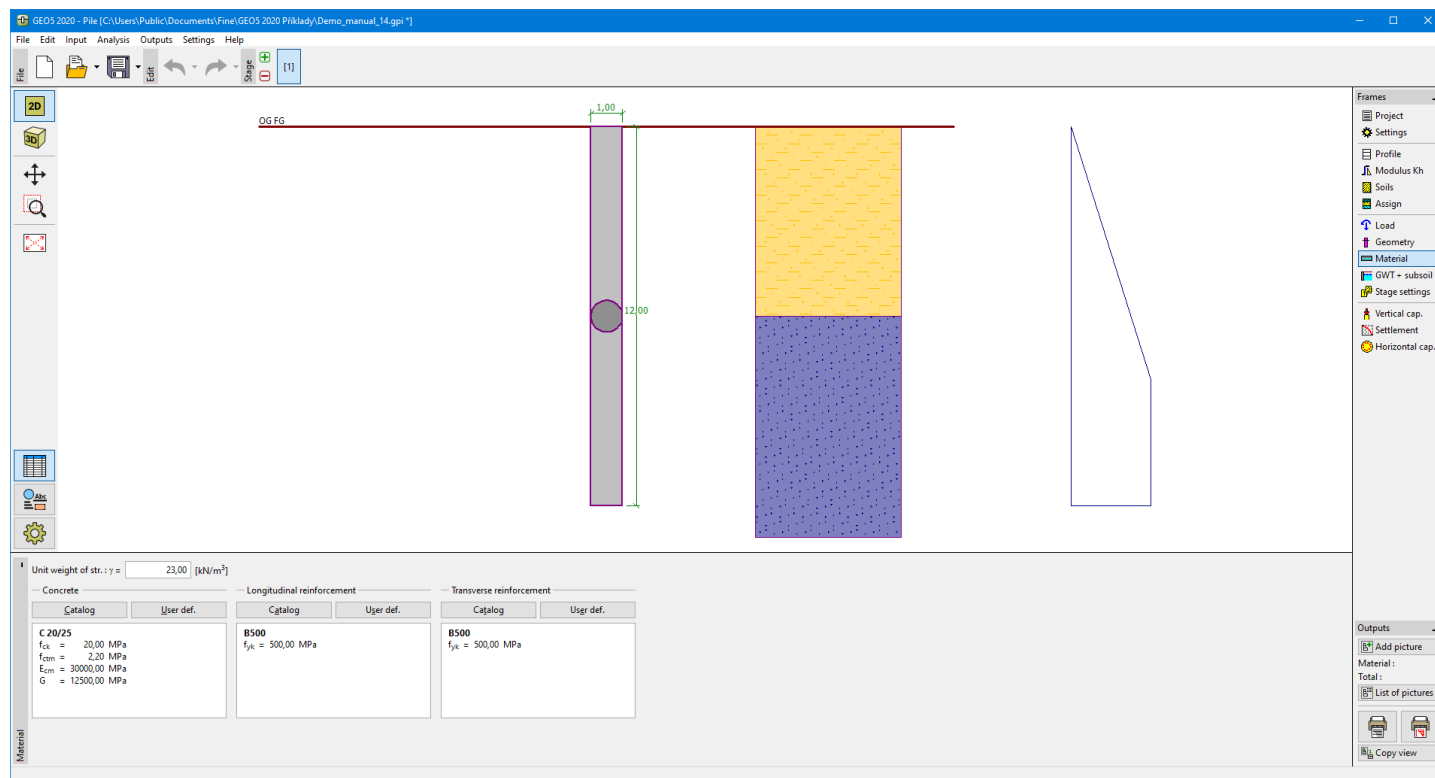 GEO5 2020 - Pile [C:\Users\Public\Documents\Fine\GEO5 2020 Příklady\Demo_manual_14.gpi *]
File Edit Input Analysis Outputs Settings Help
File
Edit
Stage
[1]
2D
3D
OG FG
1,00
12,00
Frames
Project
Settings
Profile
Modulus Kh
Soils
Assign
Load
Geometry
Material
GWT + subsoil
Stage settings
Vertical cap.
Settlement
Horizontal cap.
Abc
Unit weight of str. : γ = 23,00 [kN/m³]
Concrete
Catalog User def.
C 20/25
fck = 20,00 MPa
fctm = 2,20 MPa
Ecm = 30000,00 MPa
G = 12500,00 MPa
Longitudinal reinforcement
Catalog User def.
B500
fyk = 500,00 MPa
Transverse reinforcement
Catalog User def.
B500
fyk = 500,00 MPa
Material
Outputs
Add picture
Material :
Total :
List of pictures
Copy view